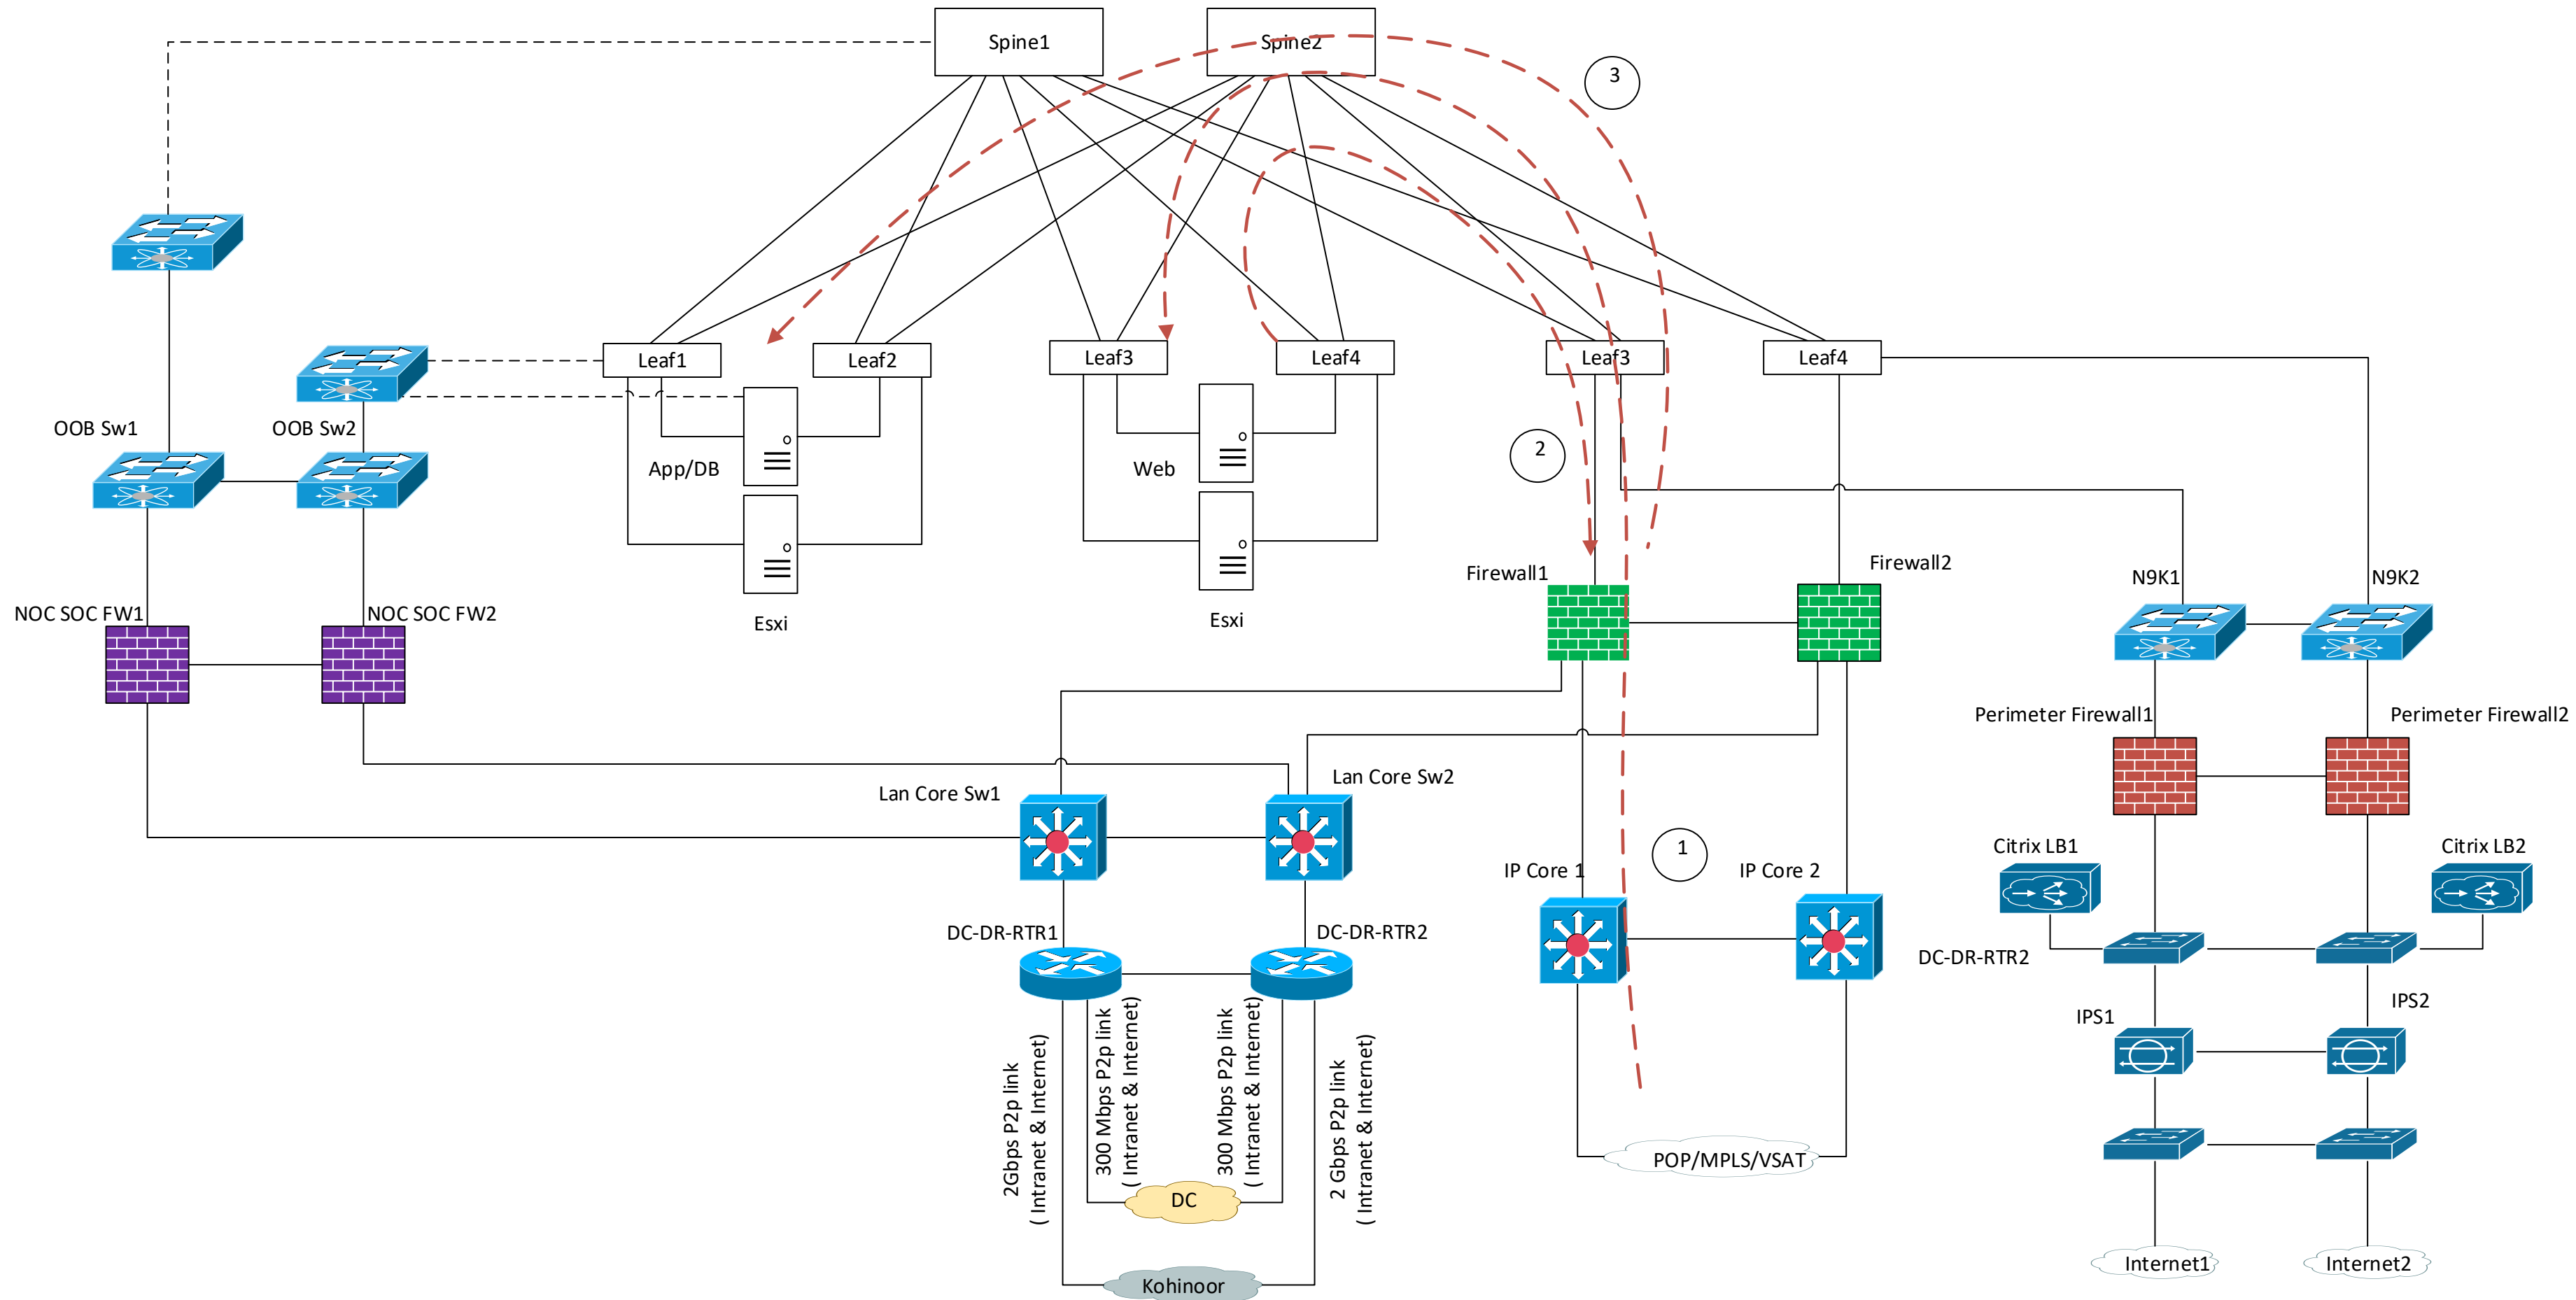 Spine1
Spine2
3
Leaf1
Leaf2
Leaf3
Leaf4
Leaf3
Leaf4
OOB Sw1
OOB Sw2
2
App/DB
Web
Firewall1
Firewall2
N9K1
N9K2
NOC SOC FW1
NOC SOC FW2
Esxi
Esxi
Perimeter Firewall1
Perimeter Firewall2
Lan Core Sw1
Lan Core Sw2
1
Citrix LB1
Citrix LB2
IP Core 1
IP Core 2
DC-DR-RTR1
DC-DR-RTR2
DC-DR-RTR2
IPS1
IPS2
2Gbps P2p link
( Intranet & Internet)
300 Mbps P2p link
( Intranet & Internet)
300 Mbps P2p link
( Intranet & Internet)
2 Gbps P2p link
( Intranet & Internet)
POP/MPLS/VSAT
DC
Internet1
Internet2
Kohinoor